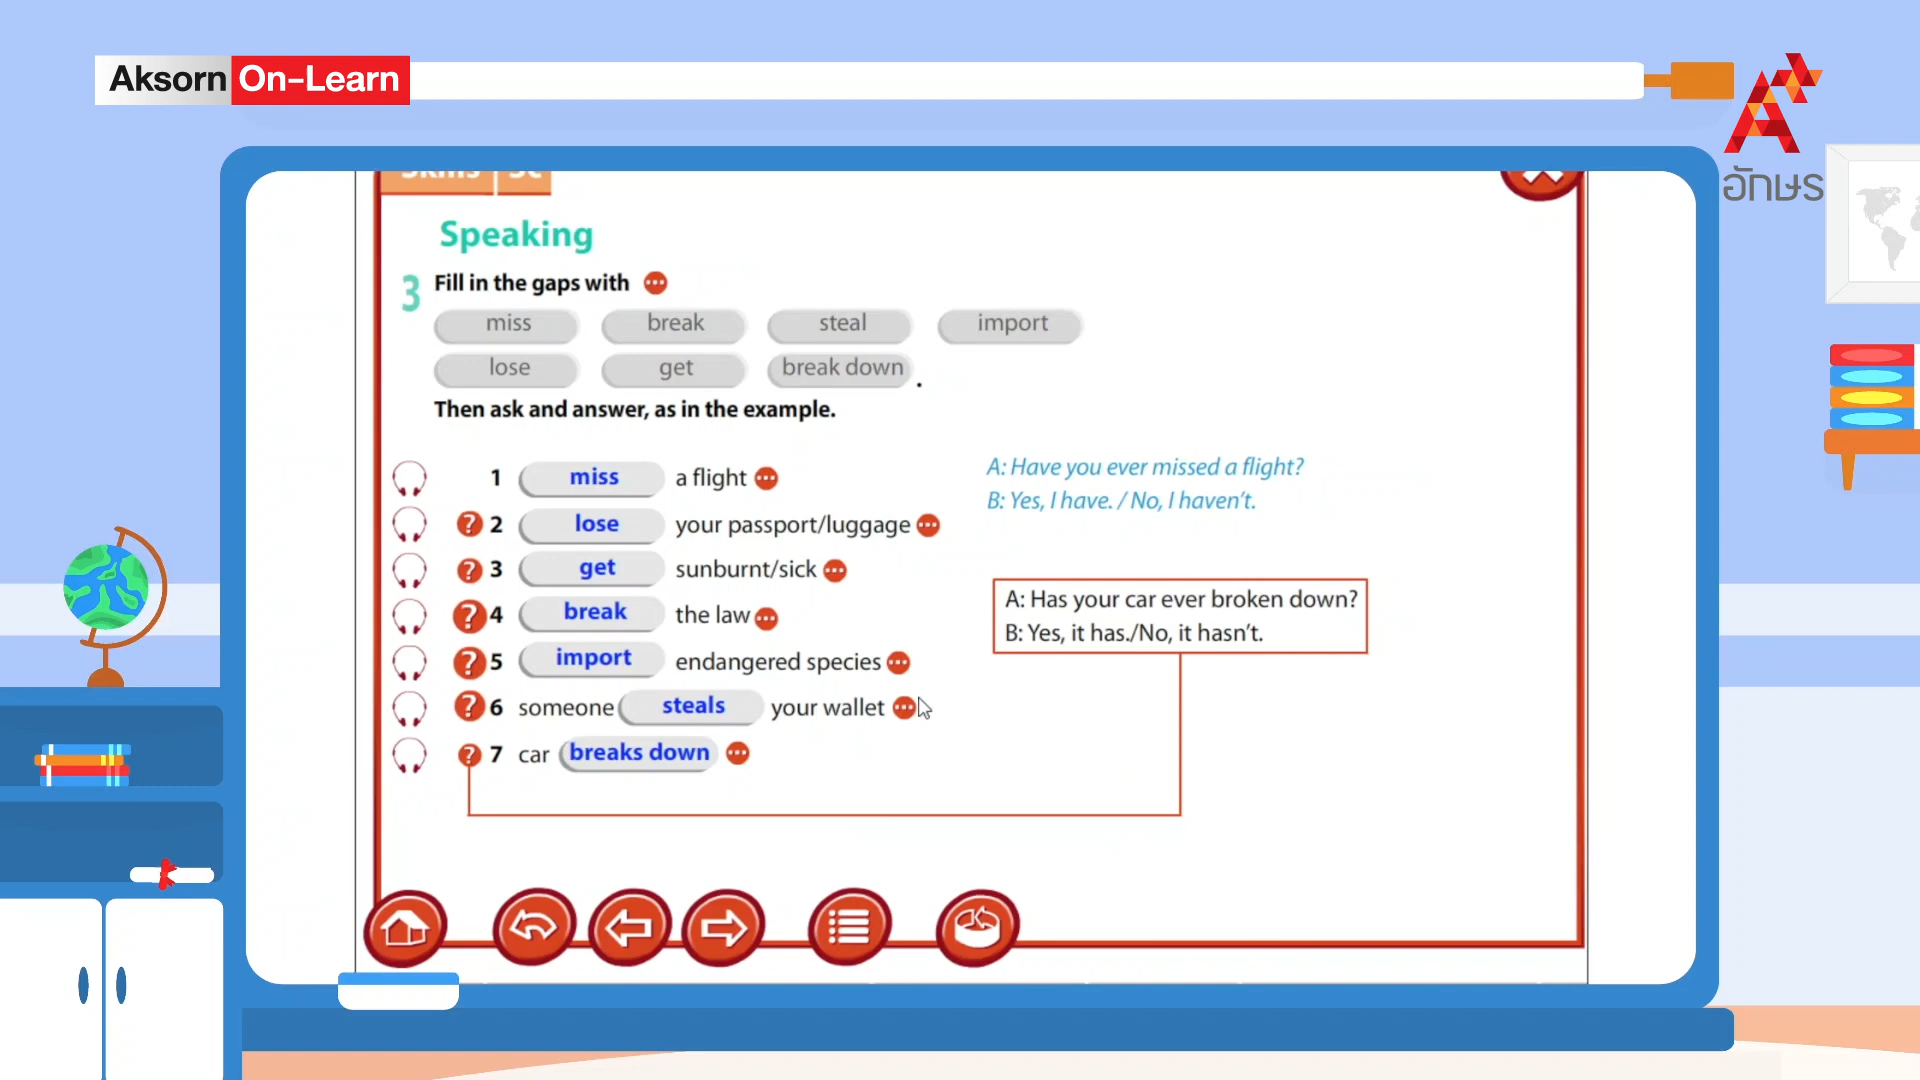 Aksorn On-Learn
อักษร
Skills 5c
Speaking
3 Fill in the gaps with
miss break steal import
lose get break down .
Then ask and answer, as in the example.
1 miss a flight
2 lose your passport/luggage
3 get sunburnt/sick
4 break the law
5 import endangered species
6 someone steals your wallet
7 car breaks down
A: Have you ever missed a flight?
B: Yes, I have. / No, I haven't.
A: Has your car ever broken down?
B: Yes, it has./No, it hasn't.